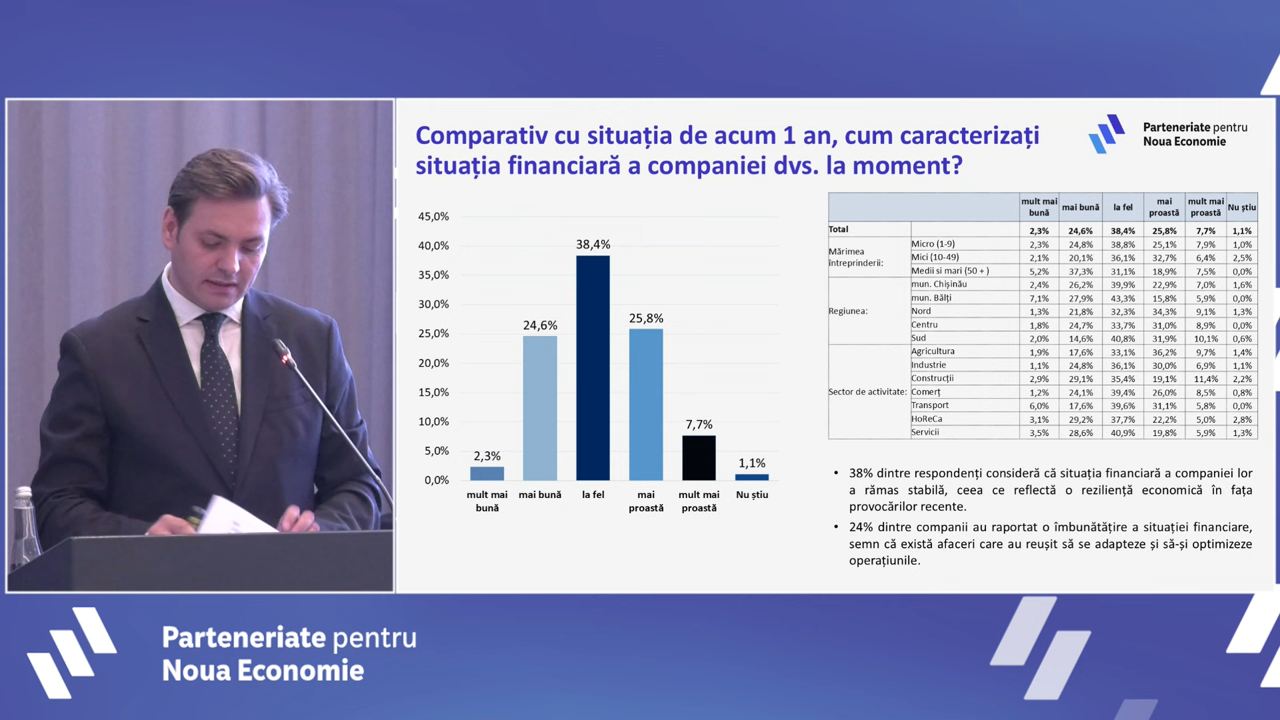 Comparativ cu situația de acum 1 an, cum caracterizați
situația financiară a companiei dvs. la moment?
Parteneriate pentru
Noua Economie
45,0%
40,0%
35,0%
30,0%
25,0%
20,0%
15,0%
10,0%
5,0%
0,0%
2,3%
24,6%
38,4%
25,8%
7,7%
1,1%
mult mai bună
mai bună
la fel
mai proastă
mult mai proastă
Nu știu
mult mai bună mai bună la fel mai proastă mult mai proastă Nu știu
Total 2,3% 24,6% 38,4% 25,8% 7,7% 1,1%
Mărimea întreprinderii:
Micro (1-9) 2,3% 24,8% 38,8% 25,1% 7,9% 1,0%
Mici (10-49) 2,1% 20,1% 36,1% 32,7% 6,4% 2,5%
Medii si mari (50 + ) 5,2% 37,3% 31,1% 18,9% 7,5% 0,0%
Regiunea:
mun. Chișinău 2,4% 26,2% 39,9% 22,9% 7,0% 1,6%
mun. Bălți 7,1% 27,9% 43,3% 15,8% 5,9% 0,0%
Nord 1,3% 21,8% 32,3% 34,3% 9,1% 1,3%
Centru 1,8% 24,7% 33,7% 31,0% 8,9% 0,0%
Sud 2,0% 14,6% 40,8% 31,9% 10,1% 0,6%
Sector de activitate:
Agricultura 1,9% 17,6% 33,1% 36,2% 9,7% 1,4%
Industrie 1,1% 24,8% 36,1% 30,0% 6,9% 1,1%
Construcții 2,9% 29,1% 35,4% 19,1% 11,4% 2,2%
Comerț 1,2% 24,1% 39,4% 26,0% 8,5% 0,8%
Transport 6,0% 17,6% 39,6% 31,1% 5,8% 0,0%
HoReCa 3,1% 29,2% 37,7% 22,2% 5,0% 2,8%
Servicii 3,5% 28,6% 40,9% 19,8% 5,9% 1,3%
• 38% dintre respondenți consideră că situația financiară a companiei lor
a rămas stabilă, ceea ce reflectă o reziliență economică în fața
provocărilor recente.
• 24% dintre companii au raportat o îmbunătățire a situației financiare,
semn că există afaceri care au reușit să se adapteze și să-și optimizeze
operațiunile.
Parteneriate pentru
Noua Economie